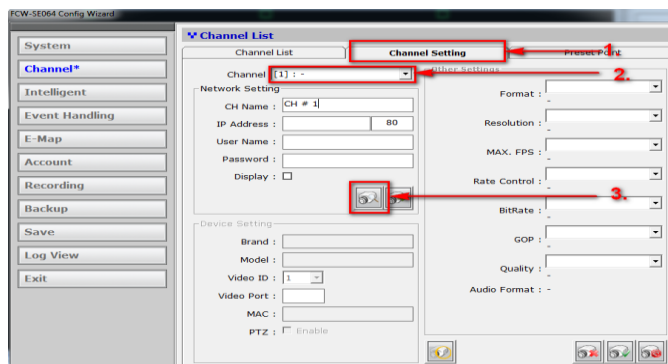 FCW-SE064 Config Wizard
System
Channel*
Intelligent
Event Handling
E-Map
Account
Recording
Backup
Save
Log View
Exit
Channel List
Channel List
Channel Setting
Preset Point
1.
Channel [1] : -
2.
Network Setting
CH Name : CH # 1
IP Address : 80
User Name :
Password :
Display :
3.
Device Setting
Brand :
Model :
Video ID : 1
Video Port :
MAC :
PTZ : Enable
Other Settings
Format :
-
Resolution :
-
MAX. FPS :
-
Rate Control :
-
BitRate :
-
GOP :
-
Quality :
-
Audio Format : -